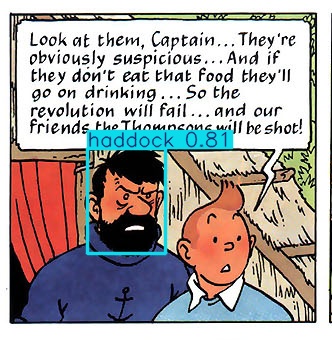 Look at them, Captain... They're
obviously suspicious... And if
they don't eat that food they'll
go on drinking... So the
revolution will fail... and our
friends the Thompsons will be shot!
haddock 0.81